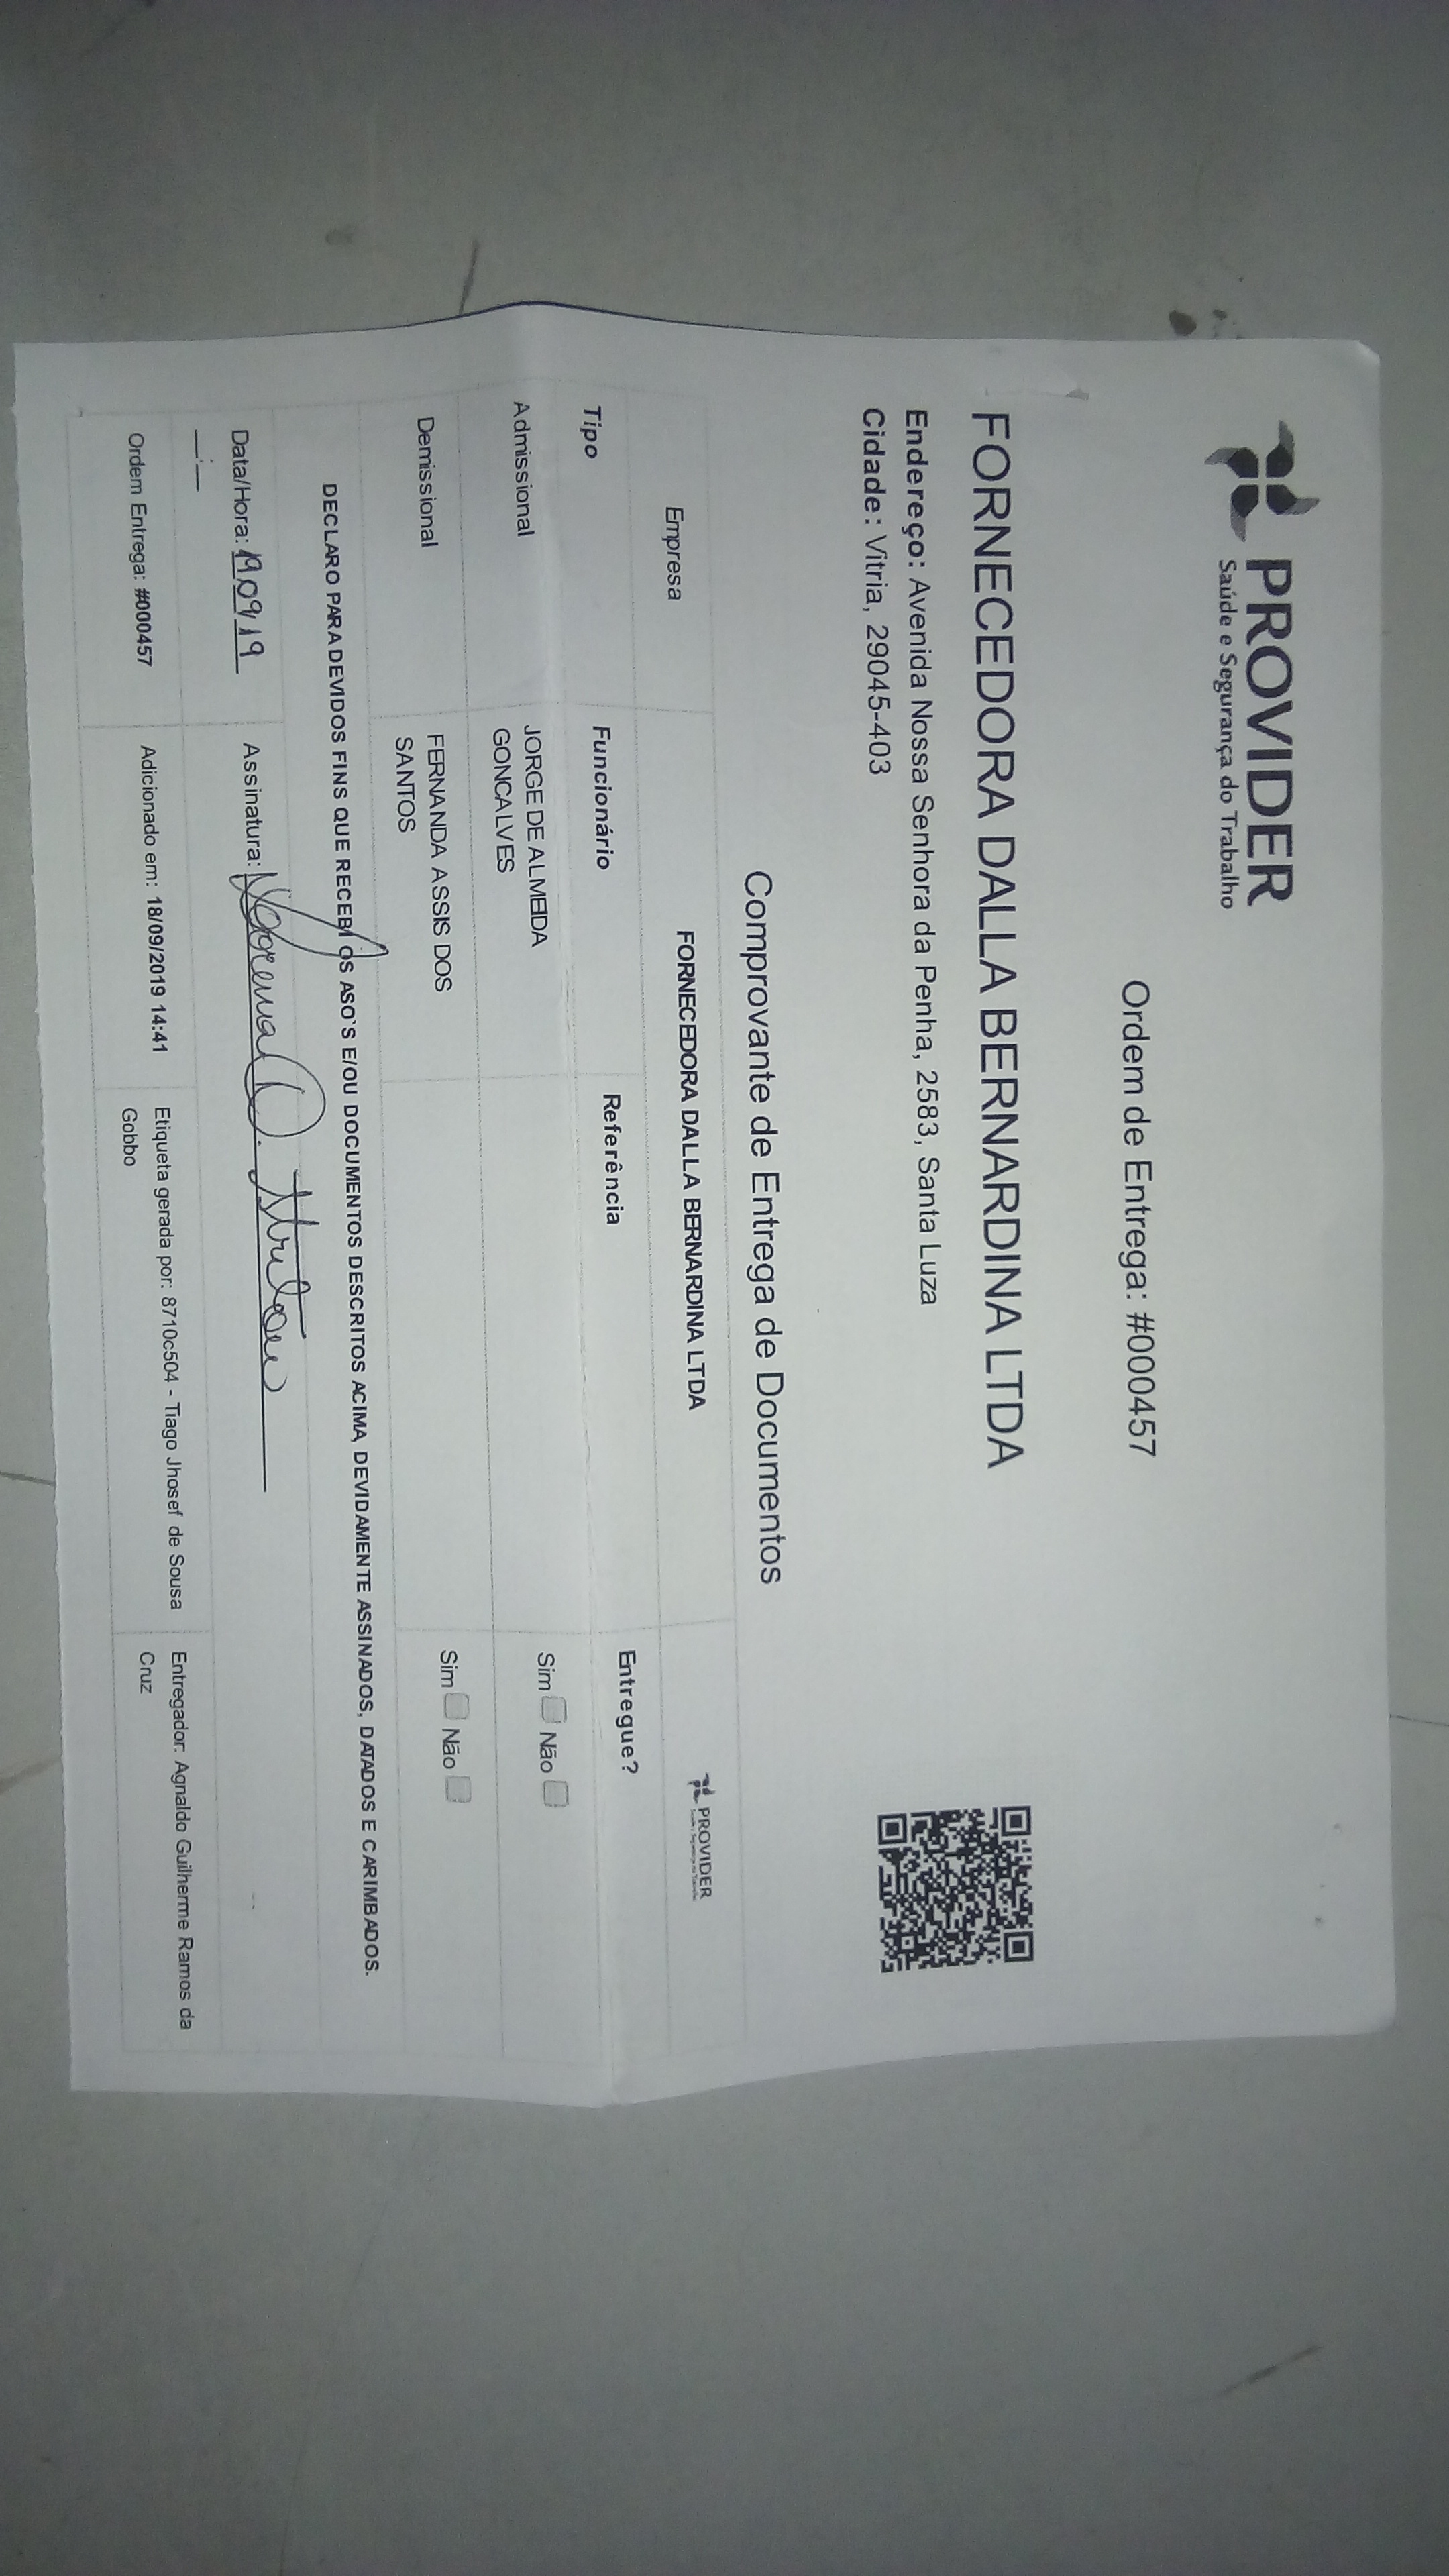 PROVIDER
Saúde e Segurança do Trabalho
Ordem de Entrega: #000457
FORNECEDORA DALLA BERNARDINA LTDA
Endereço: Avenida Nossa Senhora da Penha, 2583, Santa Luza
Cidade: Vitria, 29045-403
Comprovante de Entrega de Documentos
Empresa FORNECEDORA DALLA BERNARDINA LTDA PROVIDER
Tipo Funcionário Referência Entregue?
Admissional JORGE DE ALMEIDA Sim Não
GONCALVES
Demissional FERNANDA ASSIS DOS Sim Não
SANTOS
DECLARO PARA DEVIDOS FINS QUE RECEBI OS ASO'S E/OU DOCUMENTOS DESCRITOS ACIMA, DEVIDAMENTE ASSINADOS, DATADOS E CARIMBADOS.
Data/Hora: 19/09/19 Assinatura:
__:__
Ordem Entrega: #000457 Adicionado em: 18/09/2019 14:41 Etiqueta gerada por: 8710c504 - Tiago Jhosef de Sousa Entregador: Agnaldo Guilherme Ramos da
Gobbo Cruz